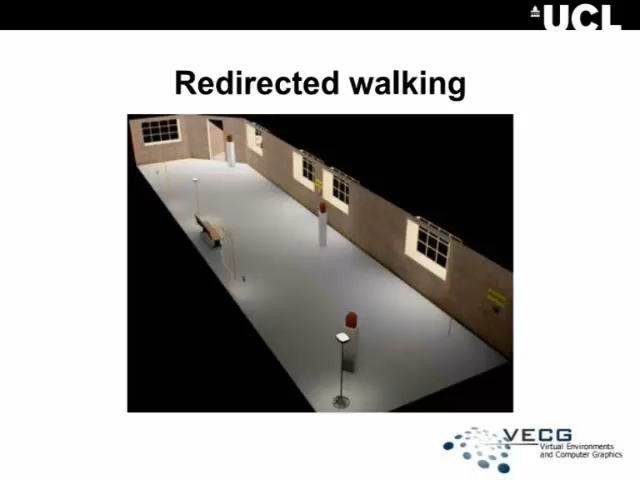 UCL
Redirected walking
VECG
Virtual Environments
and Computer Graphics